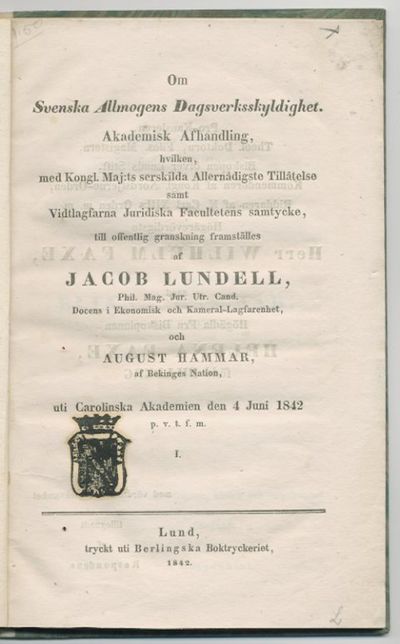 Om
Svenska Allmogens Dagsverksskyldighet.
Akademisk Afhandling,
hvilken,
med Kongl. Maj:ts serskilda Allernådigste Tillåtelse
samt
Vidtlagfarna Juridiska Facultetens samtycke,
till offentlig granskning framställes
af
JACOB LUNDELL,
Phil. Mag. Jur. Utr. Cand.
Docens i Ekonomisk och Kameral-Lagfarenhet,
och
AUGUST HAMMAR,
af Bekinges Nation,
uti Carolinska Akademien den 4 Juni 1842
p. v. t. f. m.
I.
Lund,
tryckt uti Berlingska Boktryckeriet,
1842.